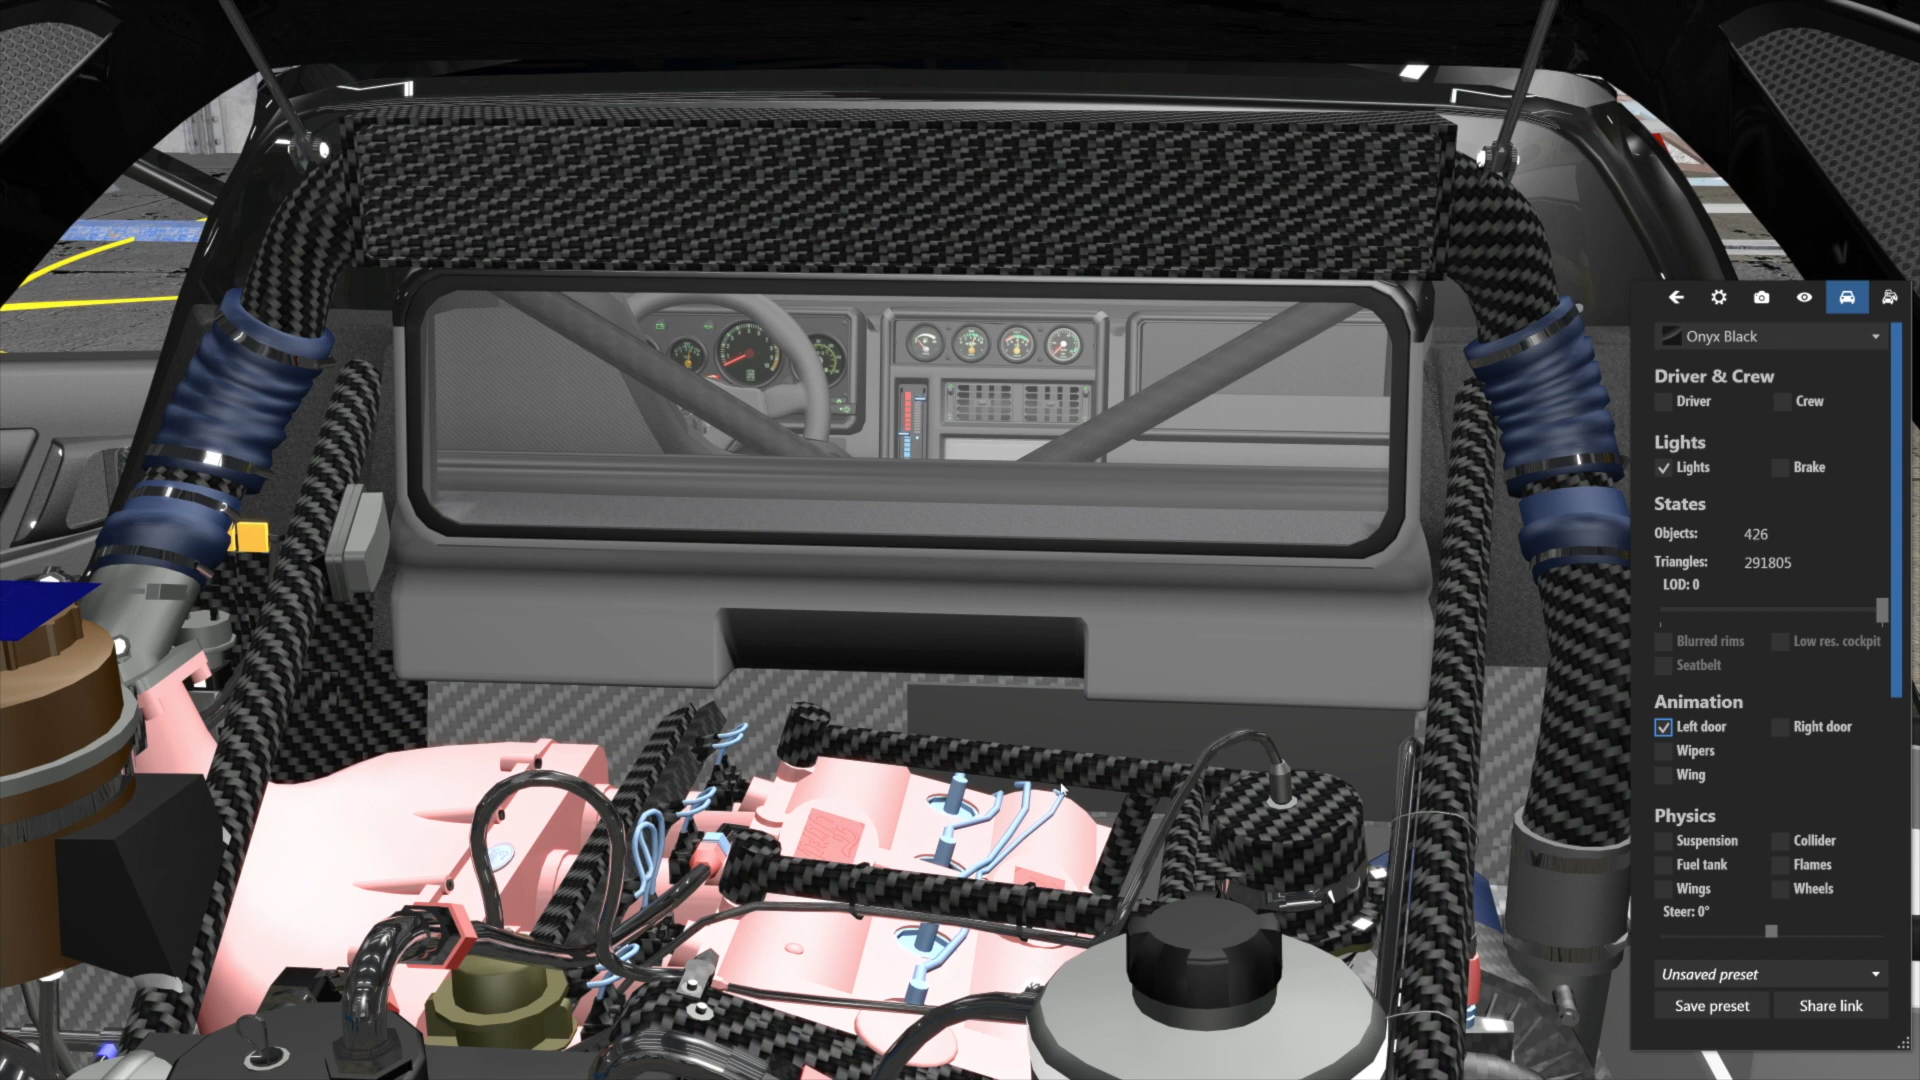 Onyx Black
Driver & Crew
Driver Crew
Lights
Lights Brake
States
Objects: 426
Triangles: 291805
LOD: 0
Blurred rims Low res. cockpit
Seatbelt
Animation
Left door Right door
Wipers
Wing
Physics
Suspension Collider
Fuel tank Flames
Wings Wheels
Steer: 0°
Unsaved preset
Save preset Share link